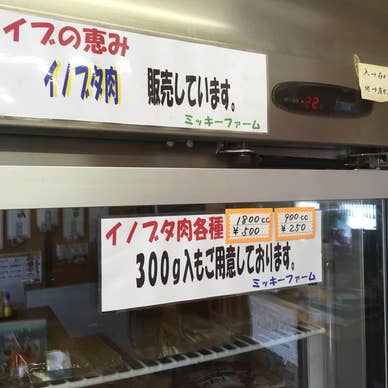 イブの恵み
イノブタ肉 販売しています。
ミッキーファーム
イノブタ肉各種
1800cc
¥500
900cc
¥250
300g入もご用意しております。
ミッキーファーム